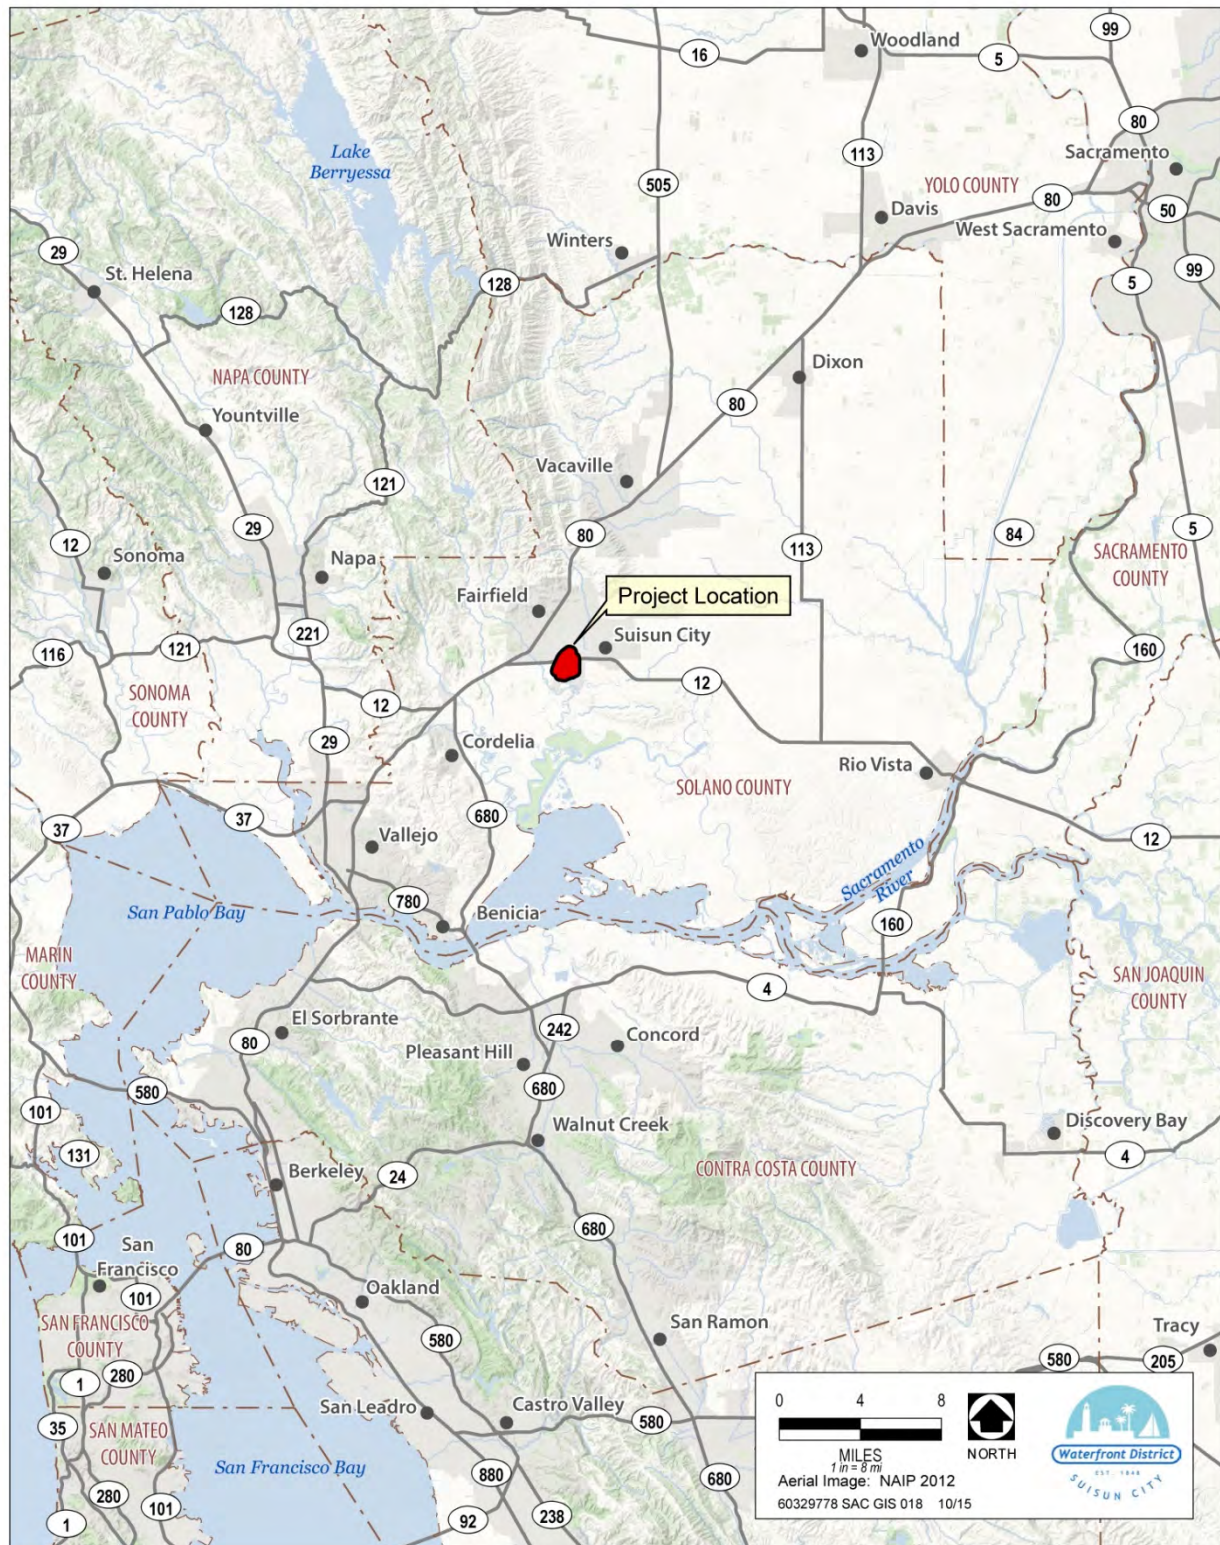 99
16
Woodland
5
80
Sacramento
113
Lake
Berryessa
505
YOLO COUNTY
80
50
Davis
West Sacramento
29
Winters
99
St. Helena
128
5
128
Dixon
NAPA COUNTY
80
Yountville
Vacaville
121
29
80
5
12
113
84
Sonoma
Napa
SACRAMENTO
COUNTY
Fairfield
Project Location
221
Suisun City
121
116
160
12
SONOMA
COUNTY
12
29
Cordelia
Rio Vista
SOLANO COUNTY
680
37
37
Vallejo
12
Sacramento
River
780
San Pablo Bay
Benicia
160
MARIN
COUNTY
4
SAN JOAQUIN
COUNTY
El Sorbrante
242
Concord
80
Pleasant Hill
580
680
101
Discovery Bay
Walnut Creek
131
4
CONTRA COSTA COUNTY
Berkeley
24
680
101
80
San
Francisco
101
Oakland
SAN FRANCISCO
COUNTY
580
San Ramon
Tracy
580
205
280
1
San Leadro
Castro Valley
580
35
SAN MATEO
COUNTY
San Francisco Bay
880
680
280
101
92
238
1
0 4 8
MILES
1 in = 8 mi
NORTH
Aerial Image: NAIP 2012
60329778 SAC GIS 018 10/15
Waterfront District
EST. 1848
SUISUN CITY